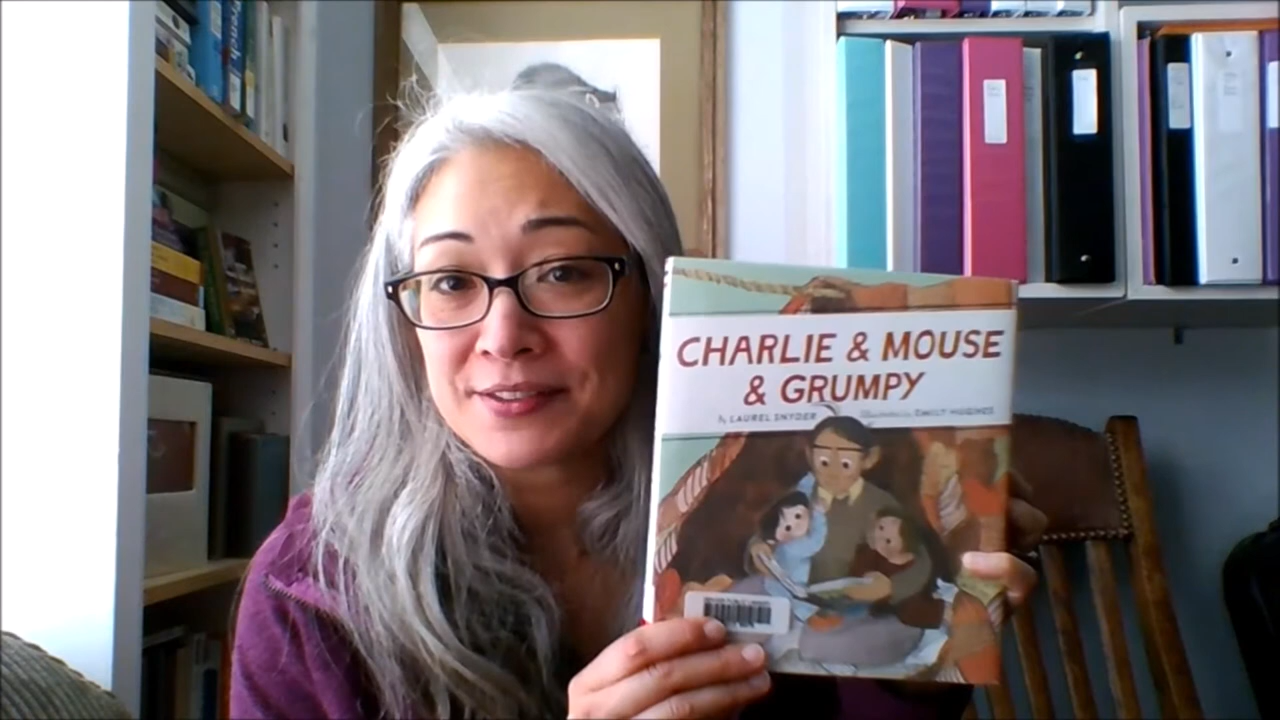 CHARLIE & MOUSE
& GRUMPY
by LAUREL SNYDER illustrated by EMILY HUGHES